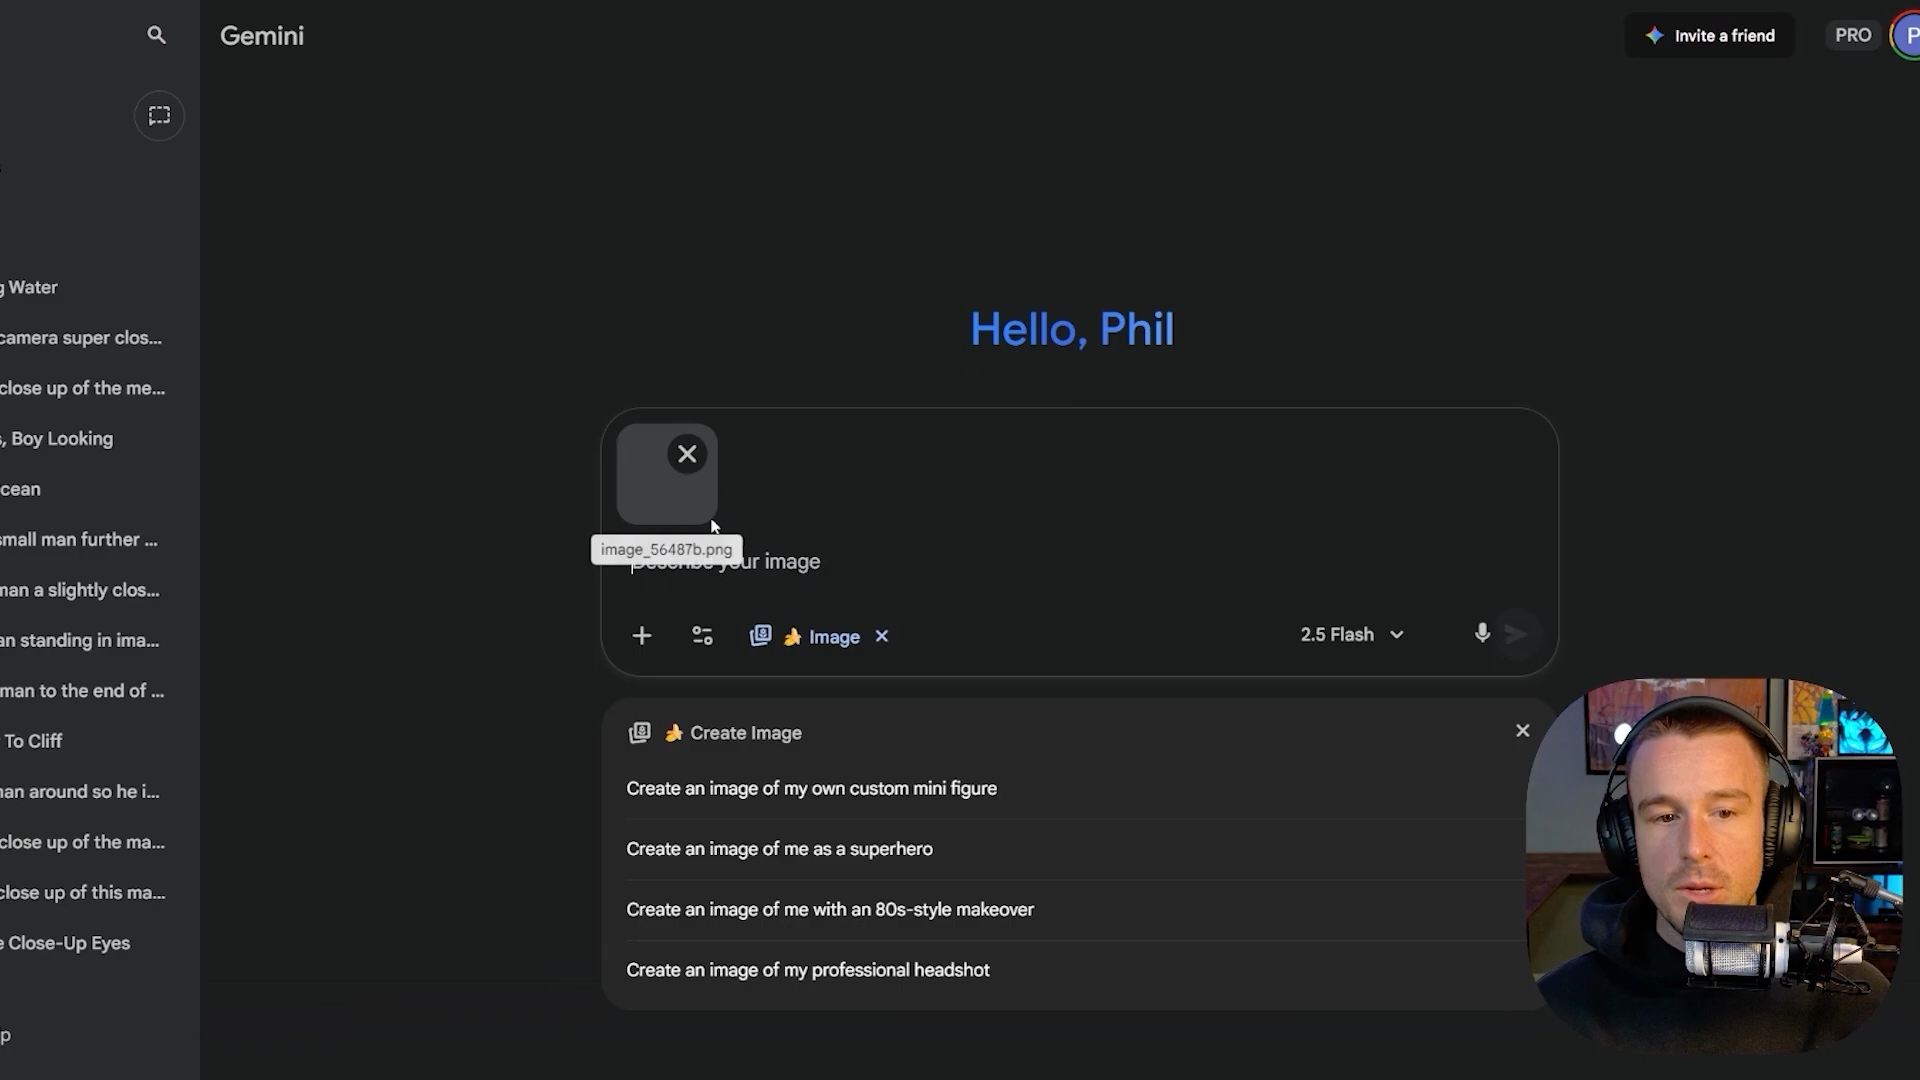 Gemini
Invite a friend
PRO
P
g Water
camera super clos...
close up of the me...
s, Boy Looking
cean
small man further ...
man a slightly clos...
an standing in ima...
man to the end of ...
To Cliff
nan around so he i...
close up of the ma...
close up of this ma...
e Close-Up Eyes
p
Hello, Phil
image_56487b.png
Describe your image
Image
2.5 Flash
Create Image
Create an image of my own custom mini figure
Create an image of me as a superhero
Create an image of me with an 80s-style makeover
Create an image of my professional headshot